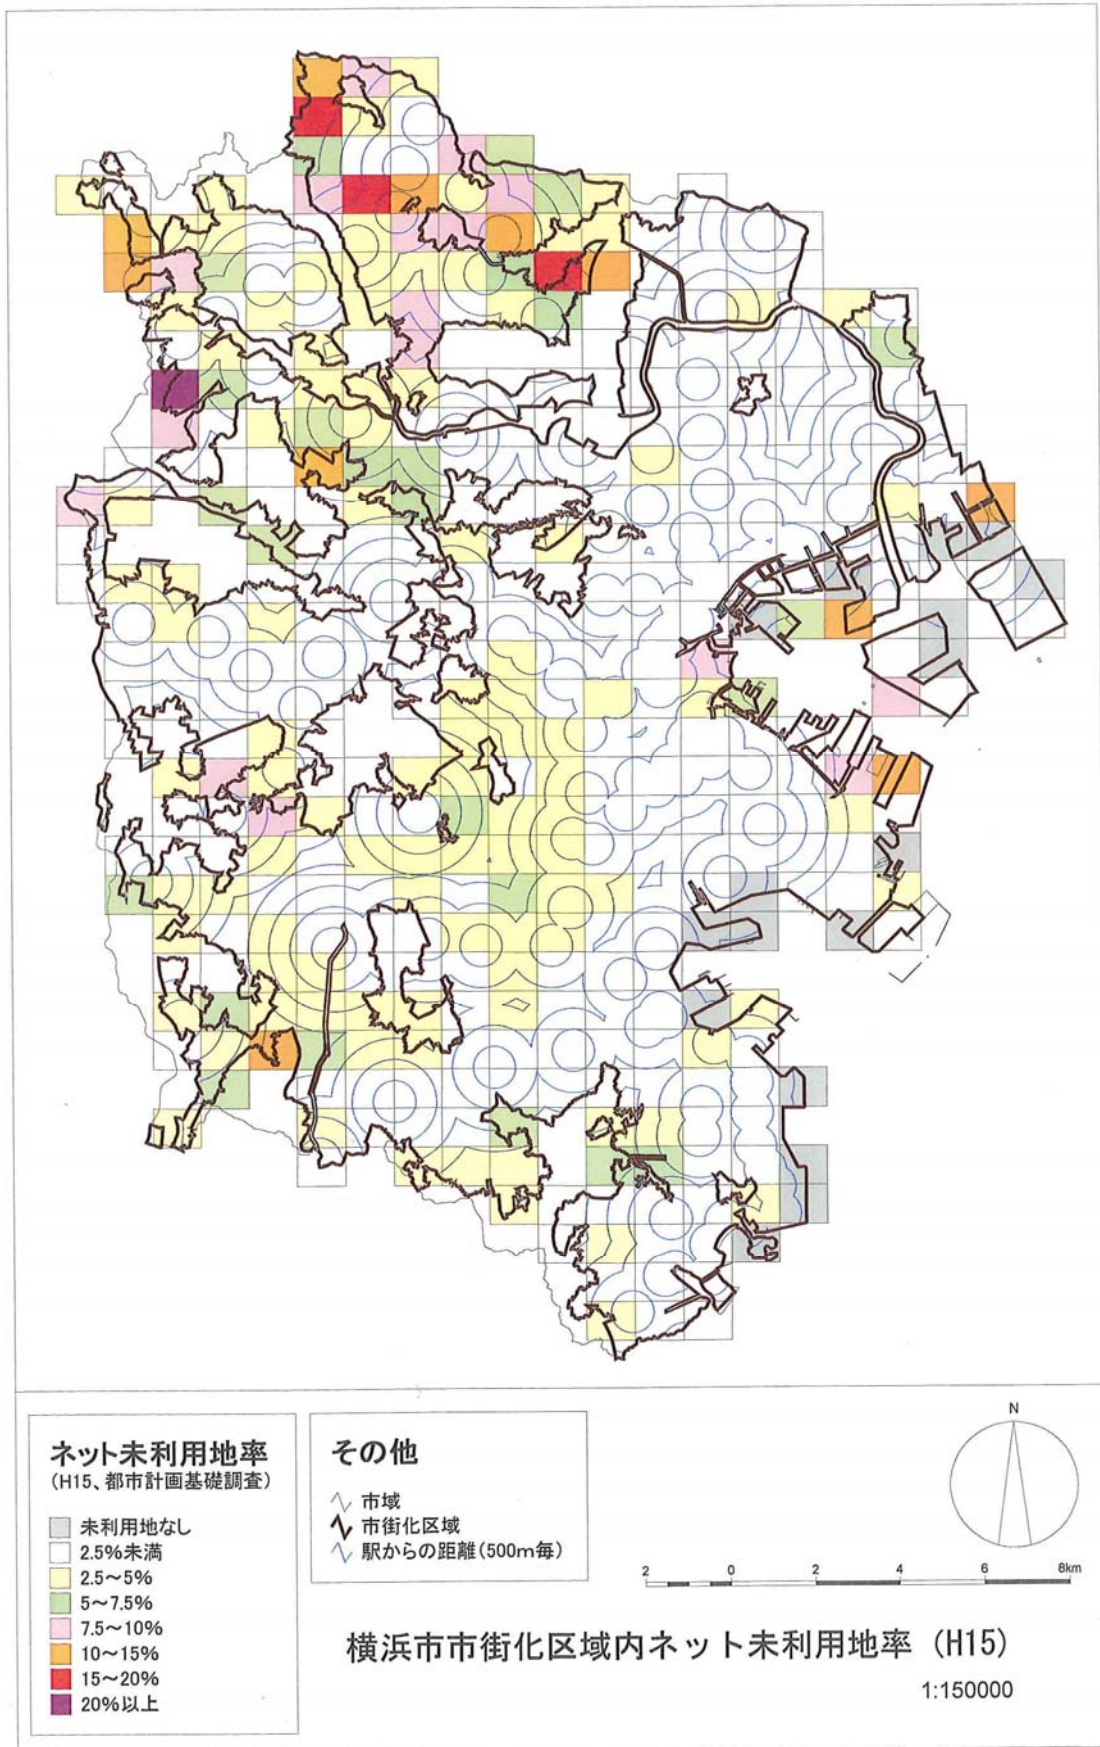 ネット未利用地率
(H15、都市計画基礎調査)
未利用地なし
2.5%未満
2.5～5%
5～7.5%
7.5～10%
10～15%
15～20%
20%以上
その他
市域
市街化区域
駅からの距離(500m毎)
N
2 0 2 4 6 8km
横浜市市街化区域内ネット未利用地率 (H15)
1:150000